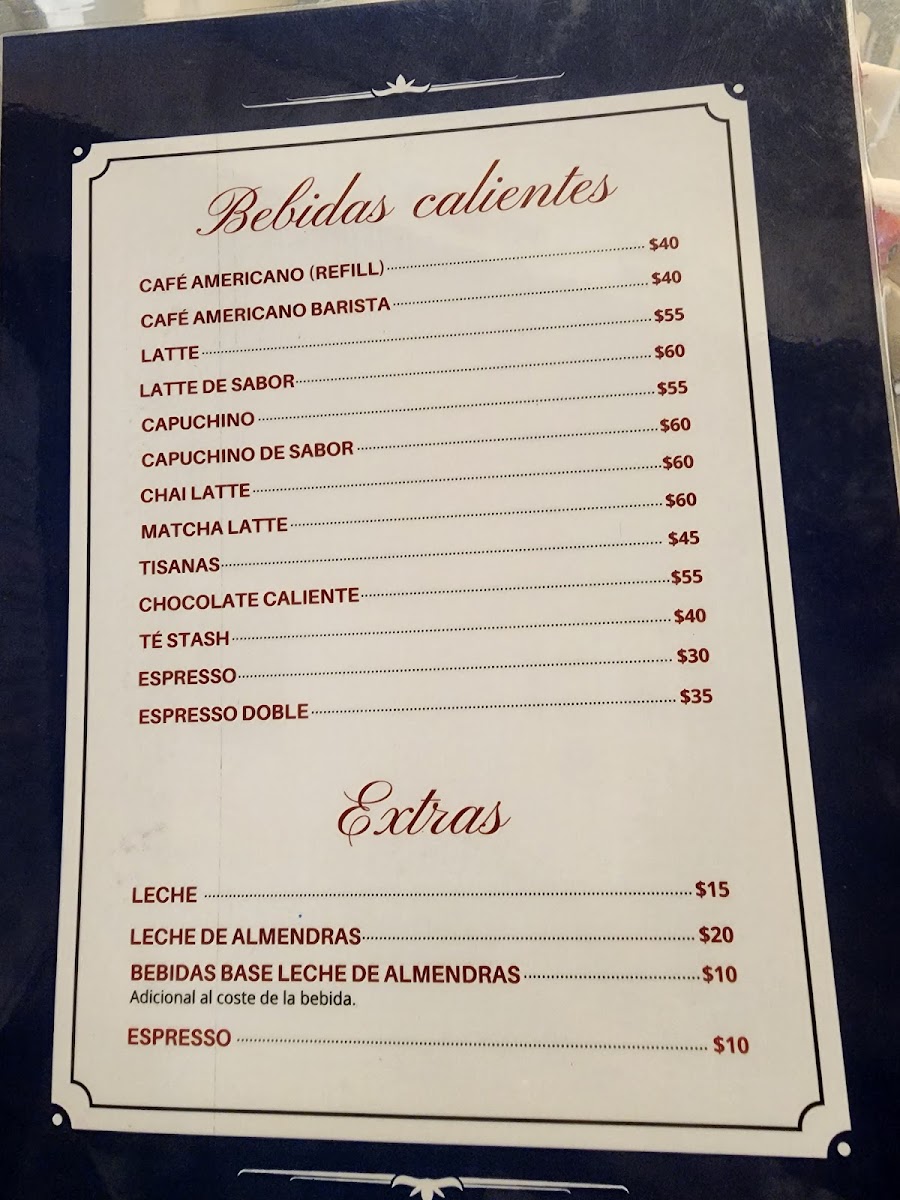 Bebidas calientes
CAFÉ AMERICANO (REFILL) $40
CAFÉ AMERICANO BARISTA $40
LATTE $55
LATTE DE SABOR $60
CAPUCHINO $55
CAPUCHINO DE SABOR $60
CHAI LATTE $60
MATCHA LATTE $60
TISANAS $45
CHOCOLATE CALIENTE $55
TÉ STASH $40
ESPRESSO $30
ESPRESSO DOBLE $35
Extras
LECHE $15
LECHE DE ALMENDRAS $20
BEBIDAS BASE LECHE DE ALMENDRAS $10
Adicional al coste de la bebida.
ESPRESSO $10